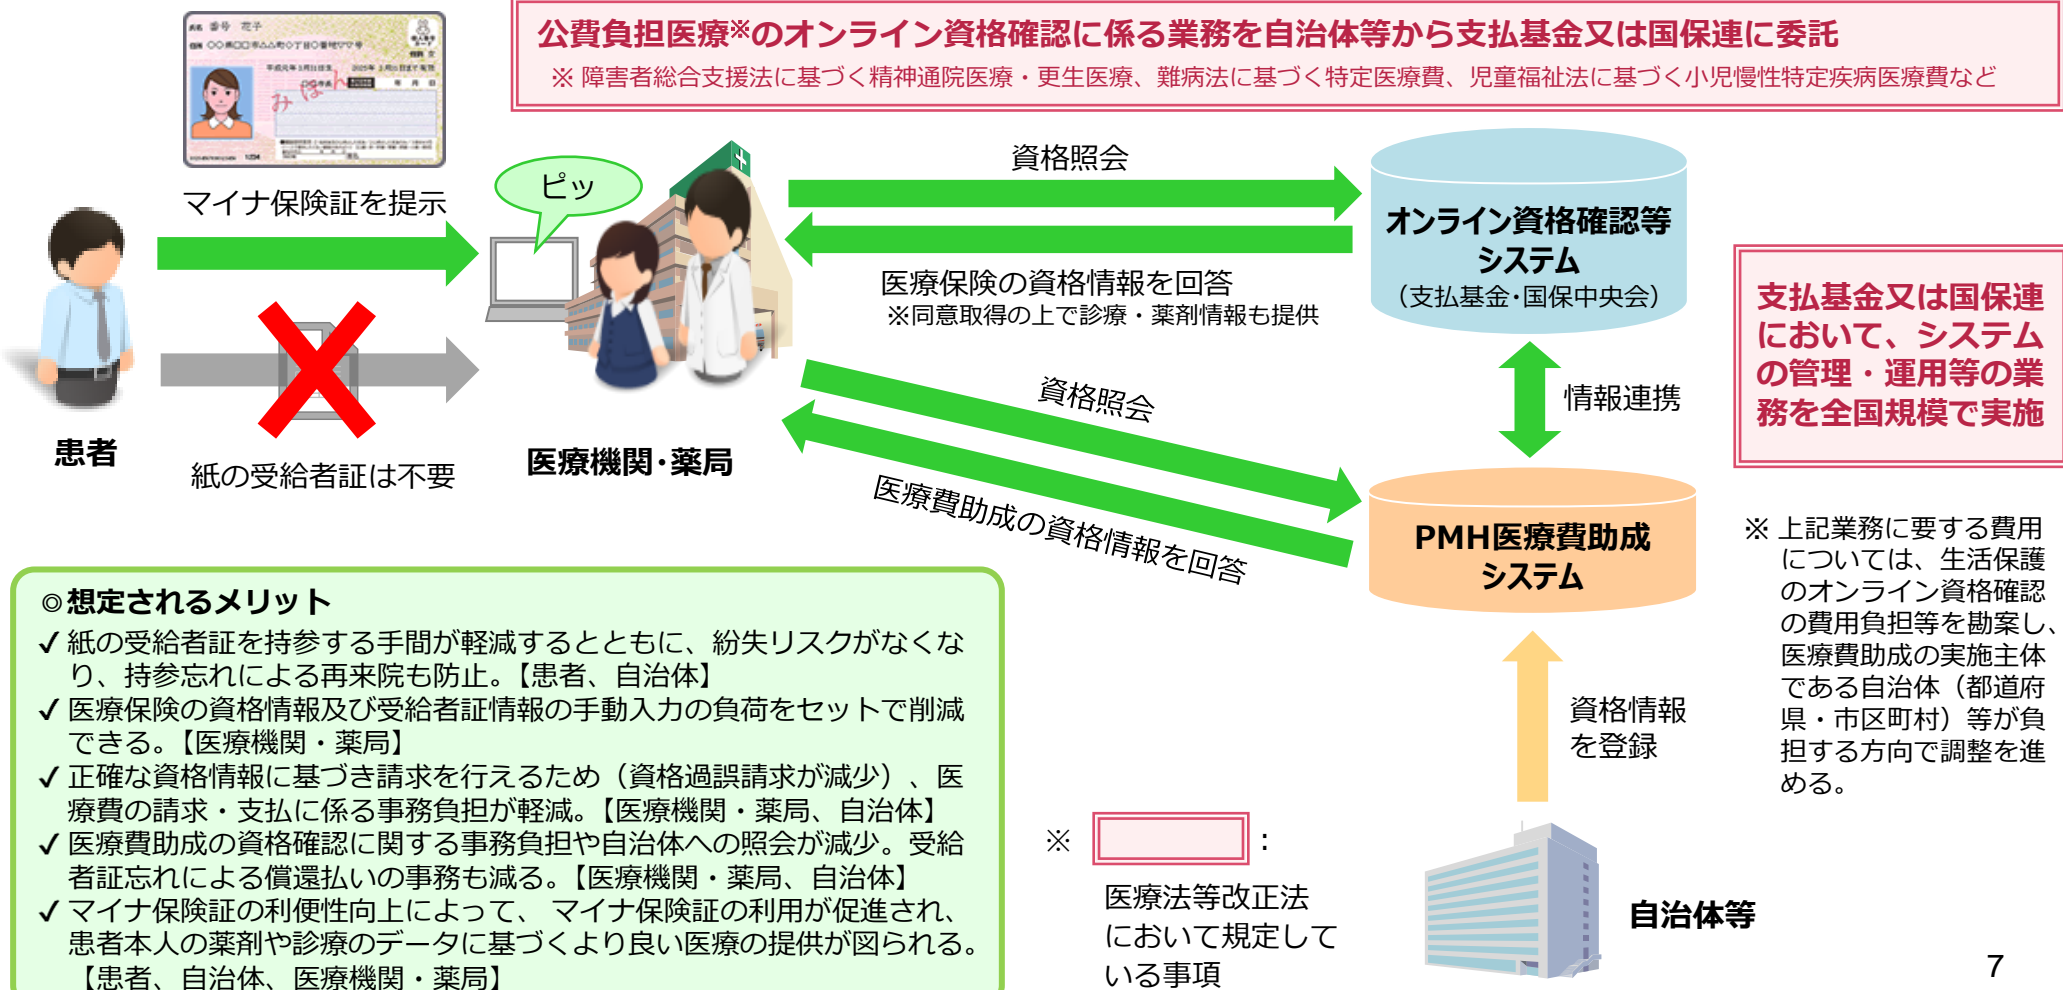 公費負担医療※のオンライン資格確認に係る業務を自治体等から支払基金又は国保連に委託
※ 障害者総合支援法に基づく精神通院医療・更生医療、難病法に基づく特定医療費、児童福祉法に基づく小児慢性特定疾病医療費など
氏名 番号 花子
住所 〇〇県□□市△△町◇丁目〇番地▽▽号
平成元年3月31日生
みほん
1234
マイナ保険証を提示
ピッ
資格照会
オンライン資格確認等
システム
（支払基金・国保中央会）
医療保険の資格情報を回答
※同意取得の上で診療・薬剤情報も提供
支払基金又は国保連
において、システム
の管理・運用等の業
務を全国規模で実施
患者
紙の受給者証は不要
医療機関・薬局
資格照会
医療費助成の資格情報を回答
情報連携
PMH医療費助成
システム
※ 上記業務に要する費用
については、生活保護
のオンライン資格確認
の費用負担等を勘案し、
医療費助成の実施主体
である自治体（都道府
県・市区町村）等が負
担する方向で調整を進
める。
◎想定されるメリット
✓ 紙の受給者証を持参する手間が軽減するとともに、紛失リスクがなくな
り、持参忘れによる再来院も防止。【患者、自治体】
✓ 医療保険の資格情報及び受給者証情報の手動入力の負荷をセットで削減
できる。【医療機関・薬局】
✓ 正確な資格情報に基づき請求を行えるため（資格過誤請求が減少）、医
療費の請求・支払に係る事務負担が軽減。【医療機関・薬局、自治体】
✓ 医療費助成の資格確認に関する事務負担や自治体への照会が減少。受給
者証忘れによる償還払いの事務も減る。【医療機関・薬局、自治体】
✓ マイナ保険証の利便性向上によって、 マイナ保険証の利用が促進され、
患者本人の薬剤や診療のデータに基づくより良い医療の提供が図られる。
【患者、自治体、医療機関・薬局】
資格情報
を登録
※ ：
医療法等改正法
において規定して
いる事項
自治体等
7